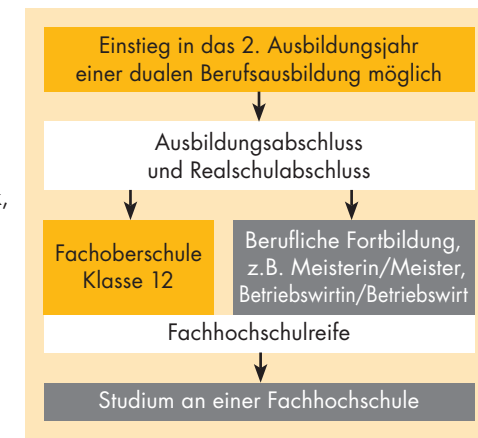 Einstieg in das 2. Ausbildungsjahr
einer dualen Berufsausbildung möglich
Ausbildungsabschluss
und Realschulabschluss
,
Fachoberschule
Klasse 12
Berufliche Fortbildung,
z.B. Meisterin/Meister,
Betriebswirtin/Betriebswirt
Fachhochschulreife
Studium an einer Fachhochschule